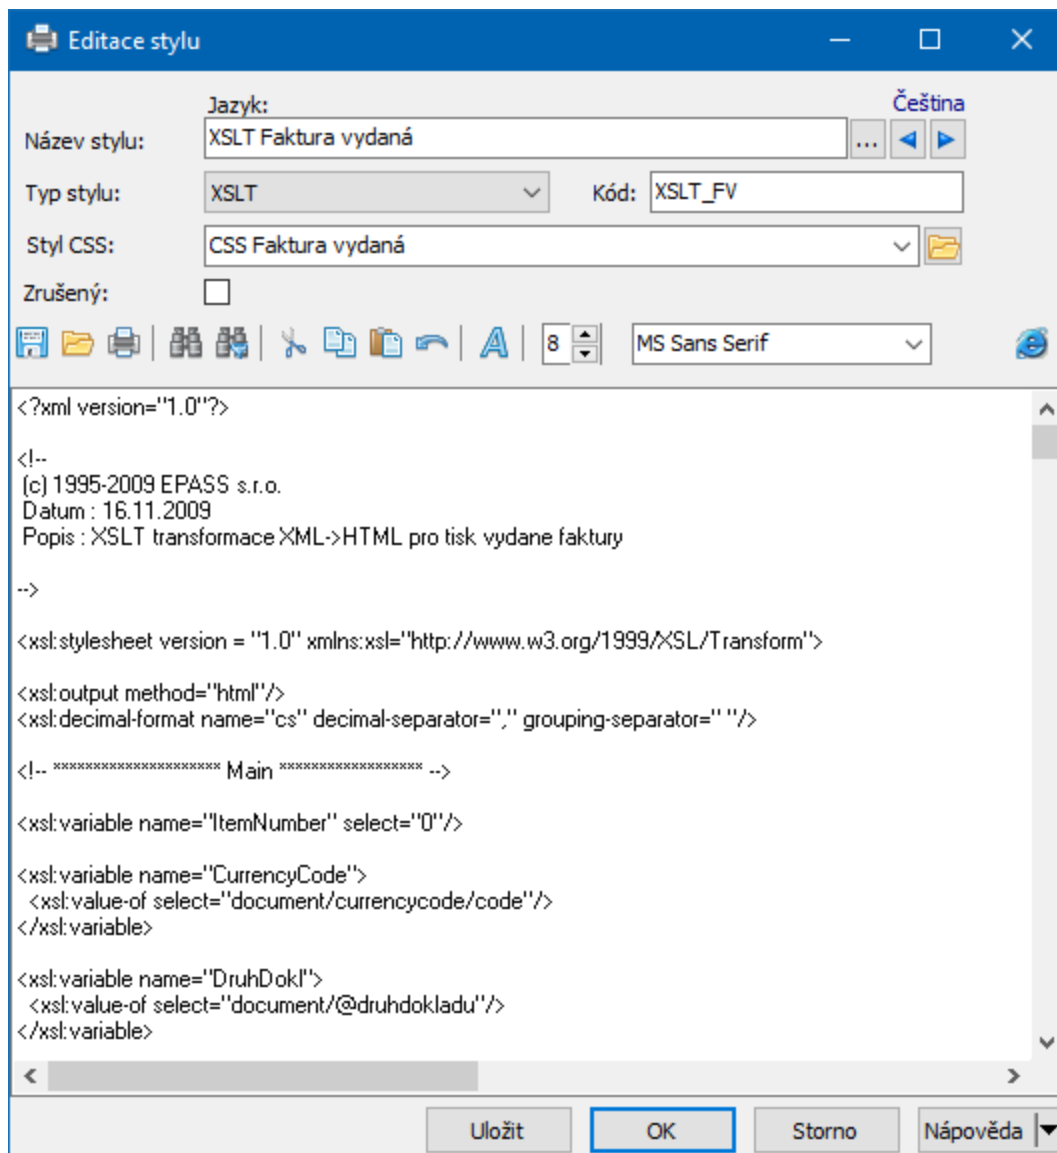 Editace stylu
Jazyk:
Čeština
Název stylu:
XSLT Faktura vydaná
...
Typ stylu:
XSLT
Kód:
XSLT_FV
Styl CSS:
CSS Faktura vydaná
Zrušený:
8
MS Sans Serif
<?xml version="1.0"?>
<!--
(c) 1995-2009 EPASS s.r.o.
Datum : 16.11.2009
Popis : XSLT transformace XML->HTML pro tisk vydane faktury
-->
<xsl:stylesheet version = "1.0" xmlns:xsl="http://www.w3.org/1999/XSL/Transform">
<xsl:output method="html"/>
<xsl:decimal-format name="cs" decimal-separator="," grouping-separator=" "/>
<!-- ********************* Main ****************** -->
<xsl:variable name="ItemNumber" select="0"/>
<xsl:variable name="CurrencyCode">
<xsl:value-of select="document/currencycode/code"/>
</xsl:variable>
<xsl:variable name="DruhDokl">
<xsl:value-of select="document/@druhdokladu"/>
</xsl:variable>
Uložit
OK
Storno
Nápověda